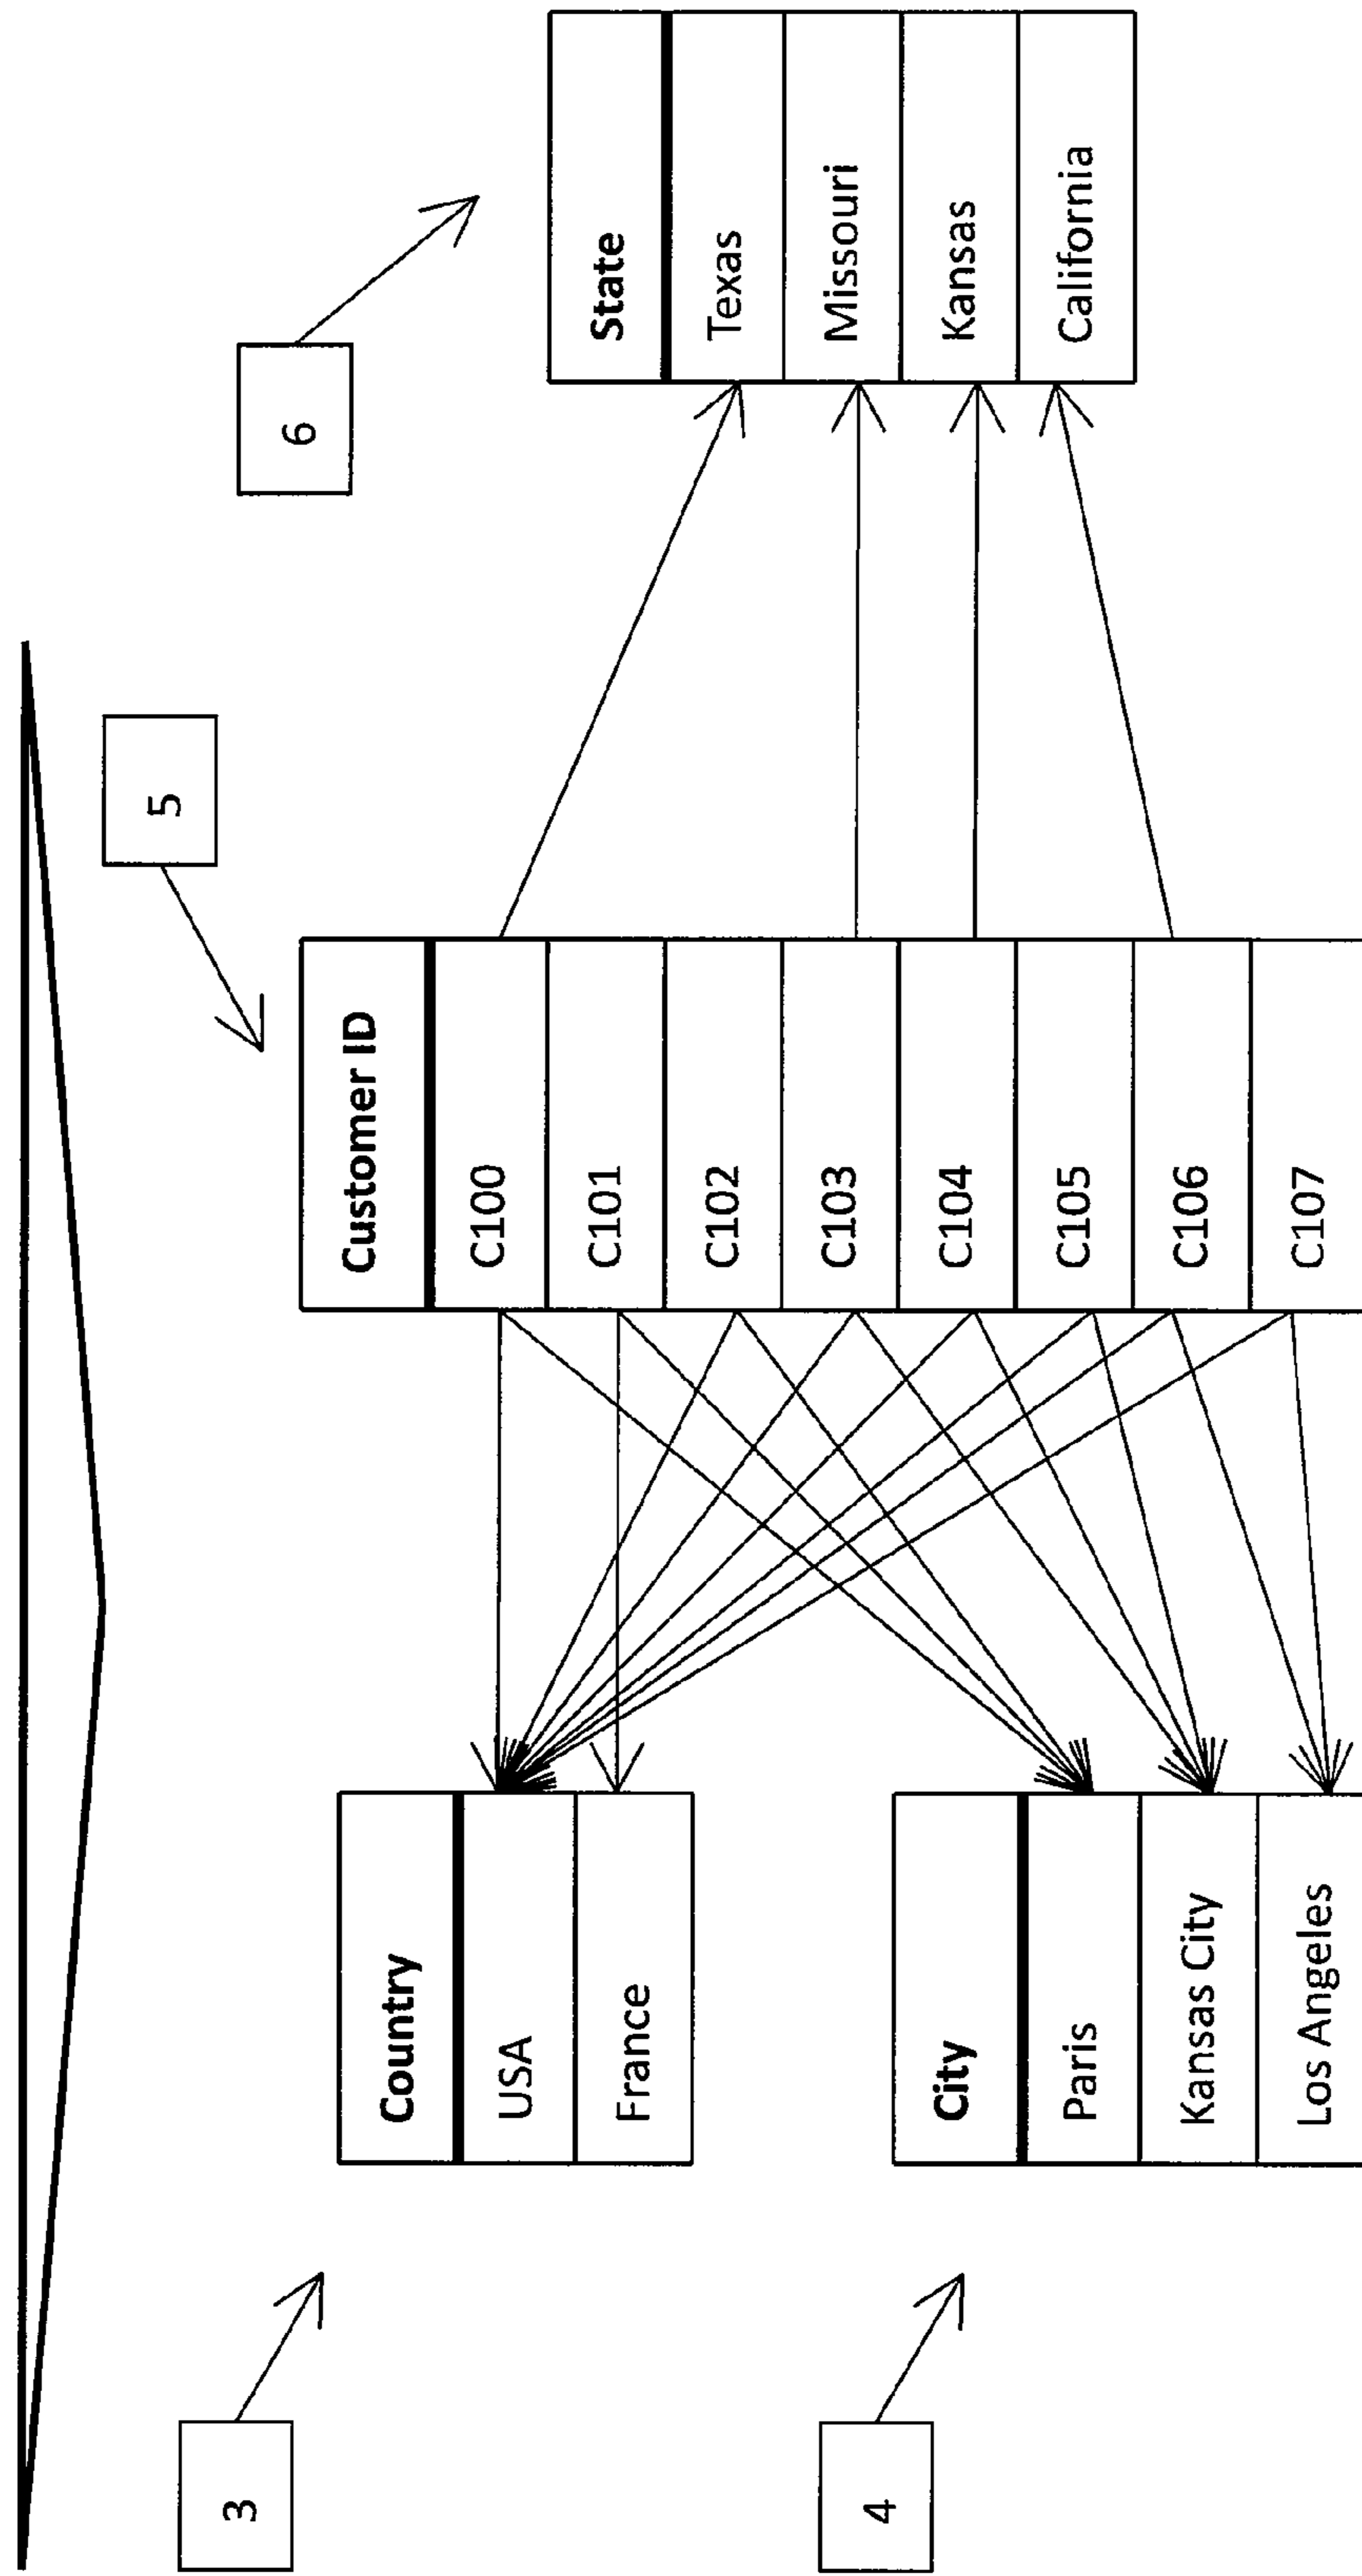 3
Country
USA
France
4
City
Paris
Kansas City
Los Angeles
5
Customer ID
C100
C101
C102
C103
C104
C105
C106
C107
6
State
Texas
Missouri
Kansas
California